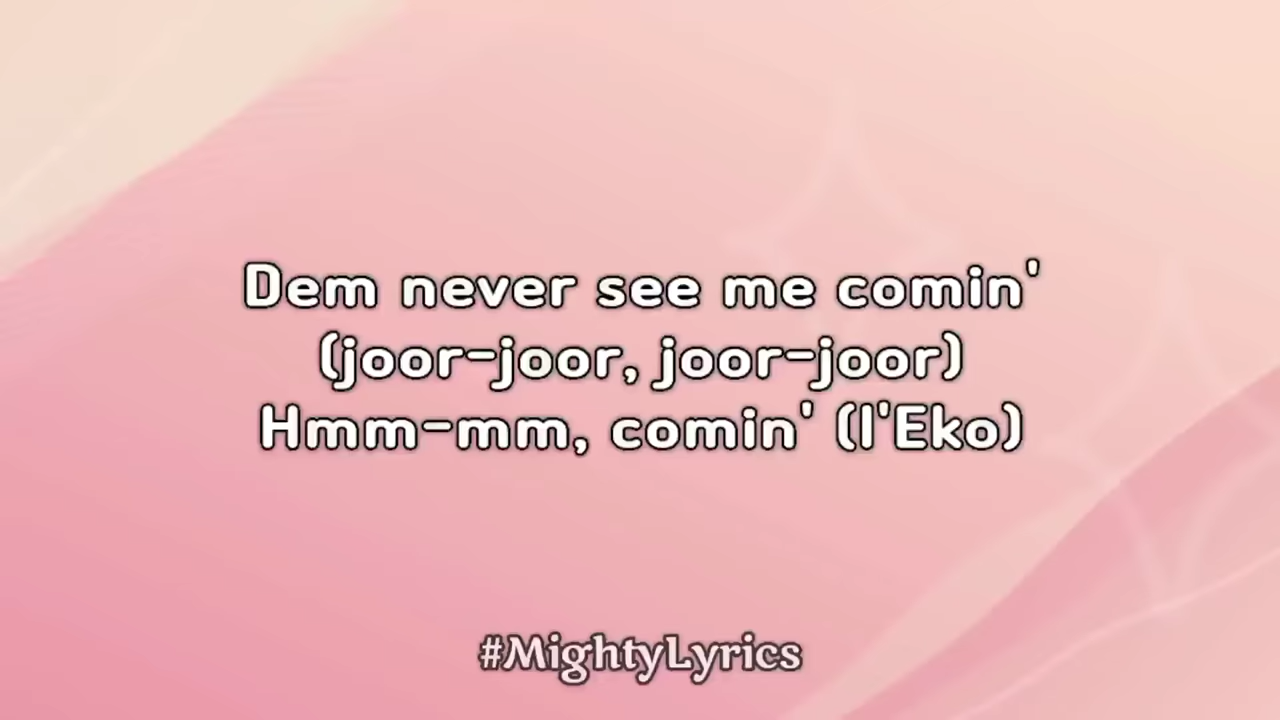 Dem never see me comin'
(joor-joor, joor-joor)
Hmm-mm, comin' (l'Eko)
#MightyLyrics